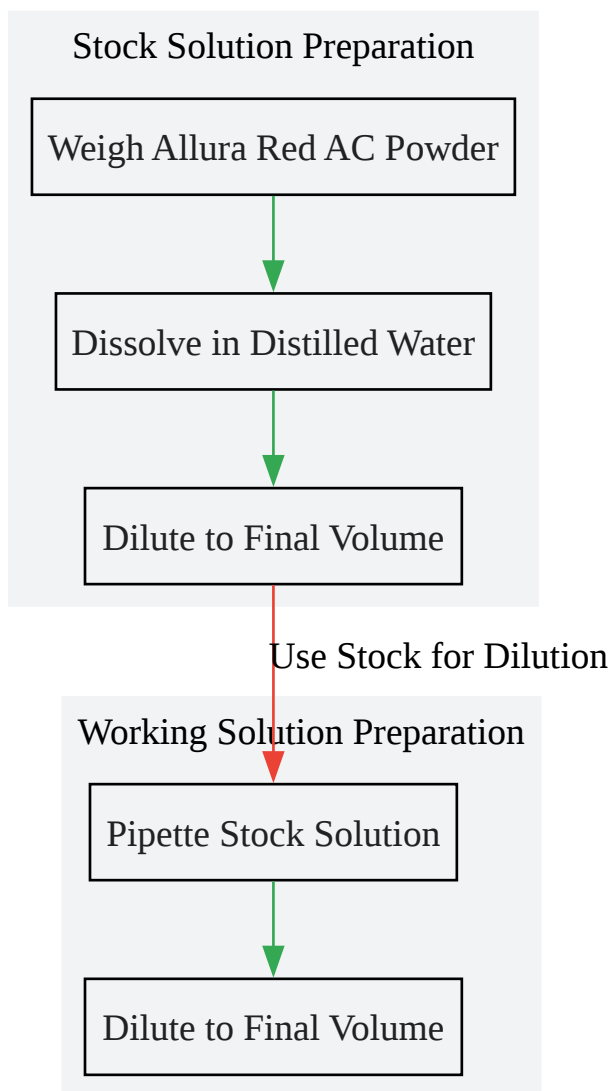 Stock Solution Preparation
Weigh Allura Red AC Powder
Dissolve in Distilled Water
Dilute to Final Volume
Use Stock for Dilution
Working Solution Preparation
Pipette Stock Solution
Dilute to Final Volume